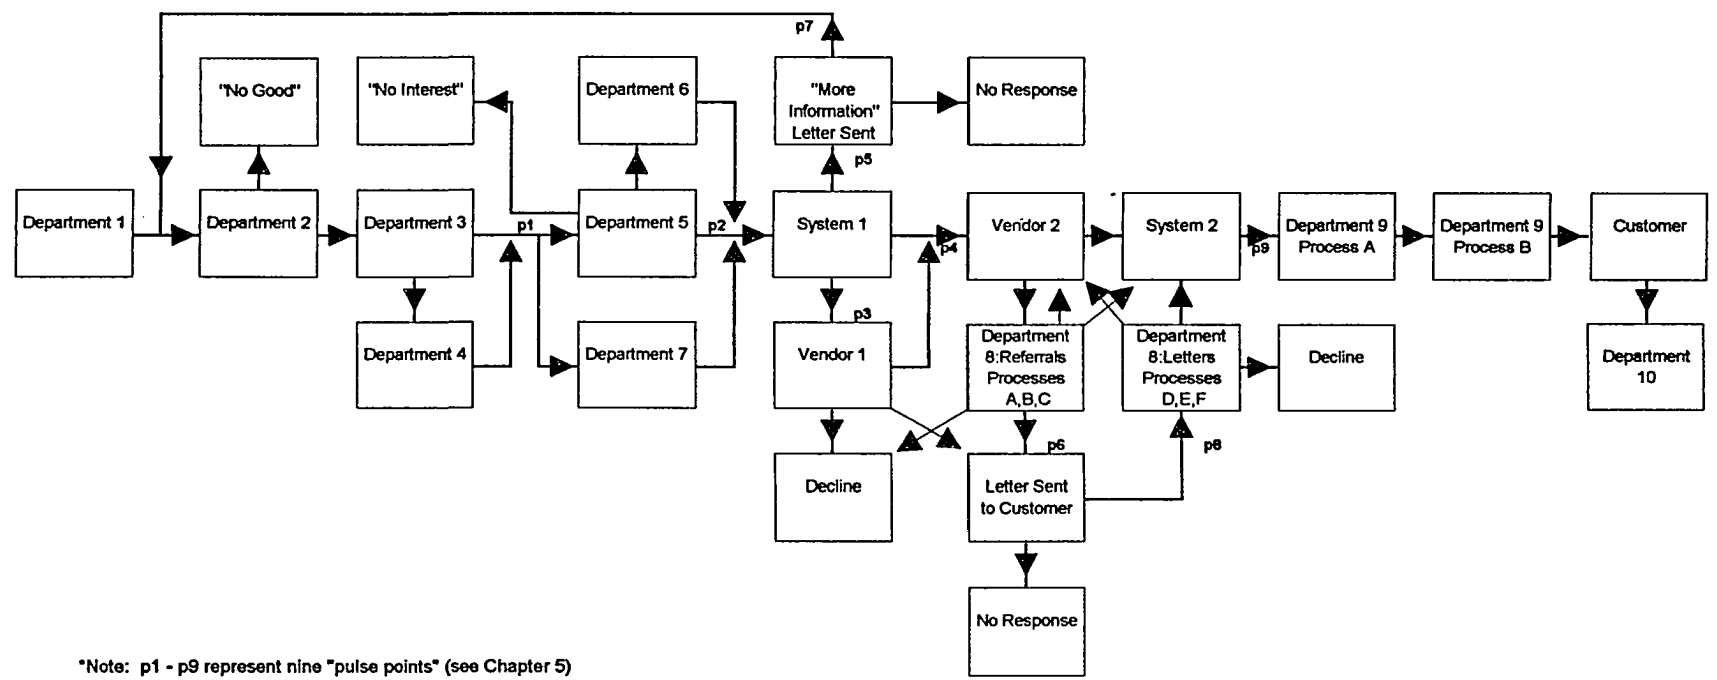 p7
"No Good"
"No Interest"
Department 6
"More
Information"
Letter Sent
No Response
p5
Department 1
Department 2
Department 3
p1
Department 5
p2
System 1
p4
Vendor 2
System 2
p9
Department 9
Process A
Department 9
Process B
Customer
p3
Department 4
Department 7
Vendor 1
Department
8:Referrals
Processes
A,B,C
Department
8:Letters
Processes
D,E,F
Decline
Department
10
p6
p8
Decline
Letter Sent
to Customer
No Response
*Note: p1 - p9 represent nine "pulse points" (see Chapter 5)